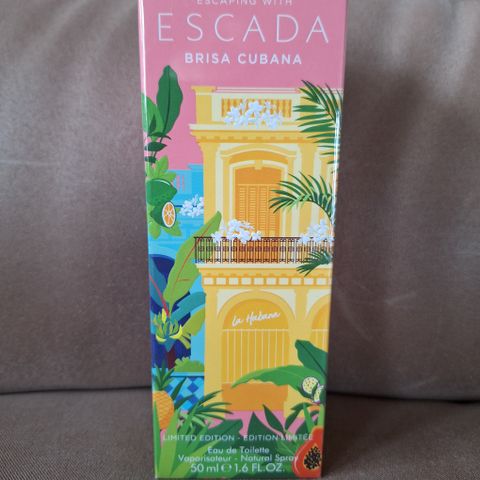 ESCAPING WITH
ESCADA
BRISA CUBANA
La Habana
LIMITED EDITION - EDITION LIMITÉE
Eau de Toilette
Vaporisateur - Natural Spray
50 ml e 1.6 FL.OZ.